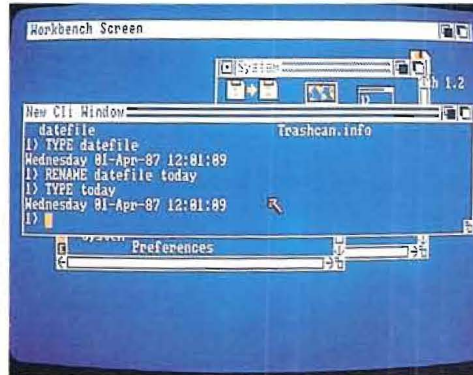 Workbench Screen
System
1.2
New CLI Window
datefile Trashcan.info
1> TYPE datefile
Wednesday 01-Apr-87 12:01:09
1> RENAME datefile today
1> TYPE today
Wednesday 01-Apr-87 12:01:09
1>
System
Preferences